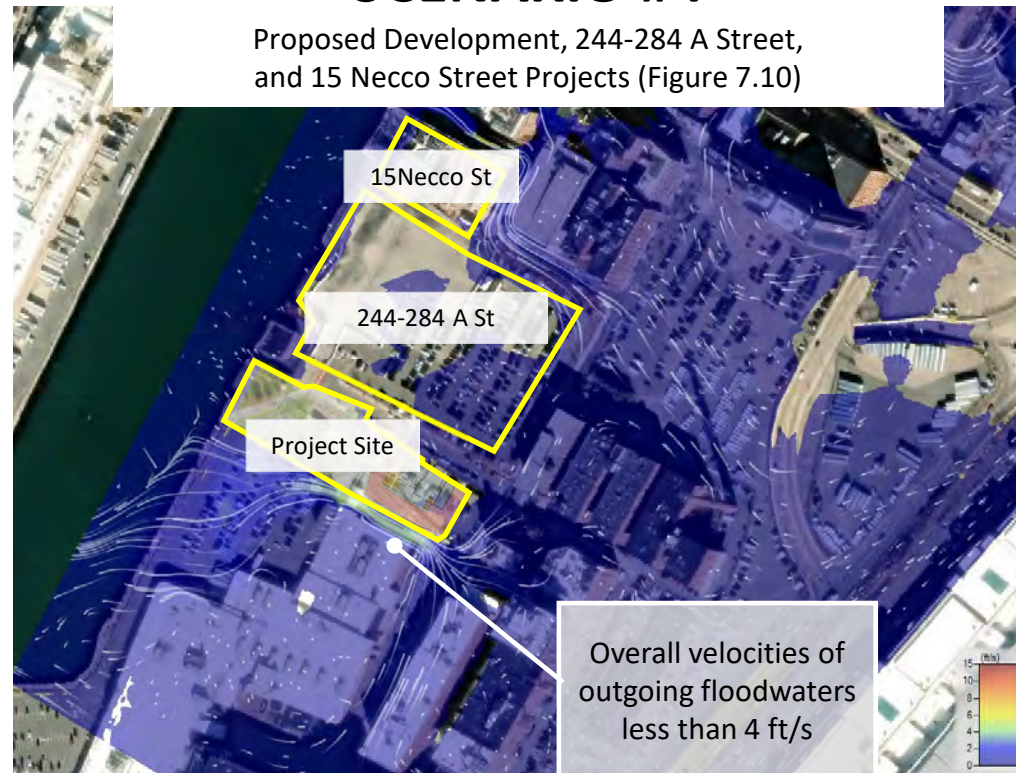 Proposed Development, 244-284 A Street,
and 15 Necco Street Projects (Figure 7.10)
15Necco St
244-284 A St
Project Site
Overall velocities of
outgoing floodwaters
less than 4 ft/s
(ft/s)
15
10
8
6
4
2
0